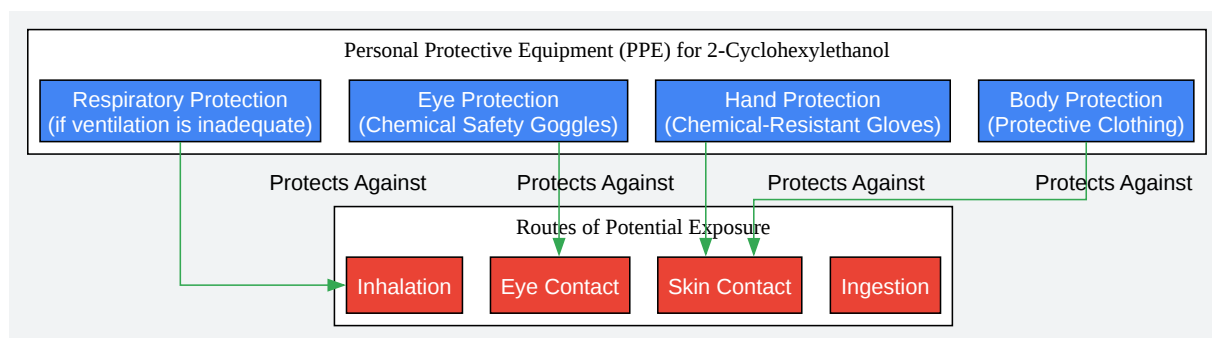 Personal Protective Equipment (PPE) for 2-Cyclohexylethanol
Respiratory Protection
(if ventilation is inadequate)
Eye Protection
(Chemical Safety Goggles)
Hand Protection
(Chemical-Resistant Gloves)
Body Protection
(Protective Clothing)
Protects Against
Protects Against
Protects Against
Protects Against
Routes of Potential Exposure
Inhalation
Eye Contact
Skin Contact
Ingestion